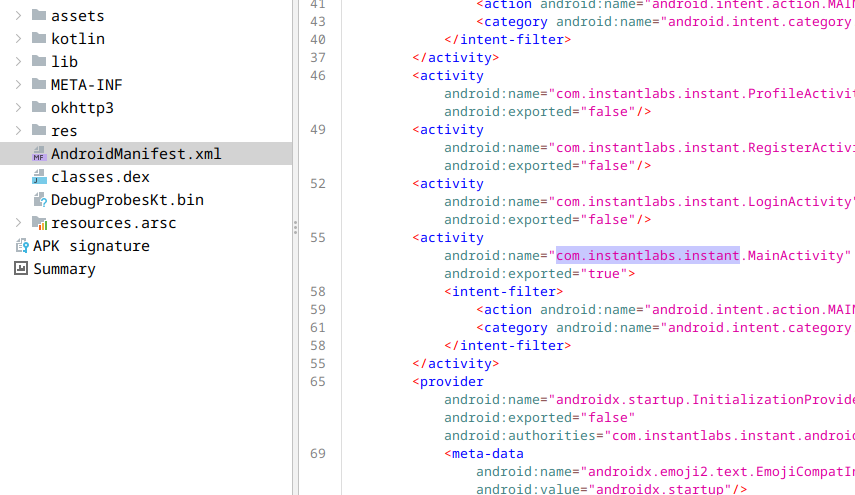 assets
kotlin
lib
META-INF
okhttp3
res
AndroidManifest.xml
classes.dex
DebugProbesKt.bin
resources.arsc
APK signature
Summary
41 <action android:name="android.intent.action.MAI
43 <category android:name="android.intent.category
40 </intent-filter>
37 </activity>
46 <activity
android:name="com.instantlabs.instant.ProfileActivit
android:exported="false"/>
49 <activity
android:name="com.instantlabs.instant.RegisterActivi
android:exported="false"/>
52 <activity
android:name="com.instantlabs.instant.LoginActivity"
android:exported="false"/>
55 <activity
android:name="com.instantlabs.instant.MainActivity"
android:exported="true">
58 <intent-filter>
59 <action android:name="android.intent.action.MAI
61 <category android:name="android.intent.category
58 </intent-filter>
55 </activity>
65 <provider
android:name="androidx.startup.InitializationProvide
android:exported="false"
android:authorities="com.instantlabs.instant.android
69 <meta-data
android:name="androidx.emoji2.text.EmojiCompatIn
android:value="androidx.startup"/>